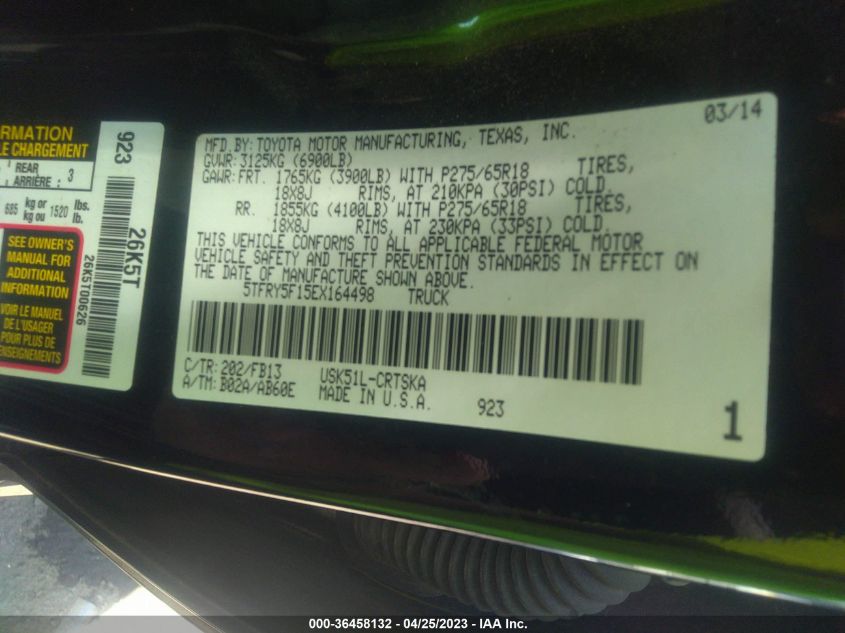 RMATION
LE CHARGEMENT
REAR
ARRIÈRE : 3
685 kg or
kg ou 1520 lbs.
lb.
SEE OWNER'S
MANUAL FOR
ADDITIONAL
INFORMATION
VOIR LE MANUEL
DE L'USAGER
POUR PLUS DE
RENSEIGNEMENTS
923
26K5T
26K5T00626
03/14
MFD.BY: TOYOTA MOTOR MANUFACTURING, TEXAS, INC.
GVWR: 3125KG (6900LB)
GAWR: FRT. 1765KG (3900LB) WITH P275/65R18 TIRES,
18X8J RIMS, AT 210KPA (30PSI) COLD.
RR. 1855KG (4100LB) WITH P275/65R18 TIRES,
18X8J RIMS, AT 230KPA (33PSI) COLD.
THIS VEHICLE CONFORMS TO ALL APPLICABLE FEDERAL MOTOR
VEHICLE SAFETY AND THEFT PREVENTION STANDARDS IN EFFECT ON
THE DATE OF MANUFACTURE SHOWN ABOVE.
5TFRY5F15EX164498 TRUCK
C/TR: 202/FB13 USK51L-CRTSKA
A/TM: B02A/AB60E MADE IN U.S.A. 923
1
000-36458132 - 04/25/2023 - IAA Inc.